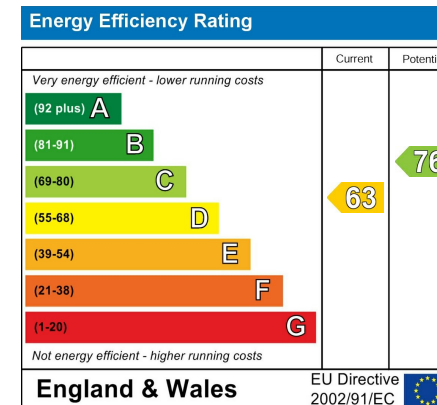 Energy Efficiency Rating
Current Potenti
Very energy efficient - lower running costs
(92 plus) A
(81-91) B
(69-80) C
(55-68) D
(39-54) E
(21-38) F
(1-20) G
63
76
Not energy efficient - higher running costs
England & Wales
EU Directive
2002/91/EC